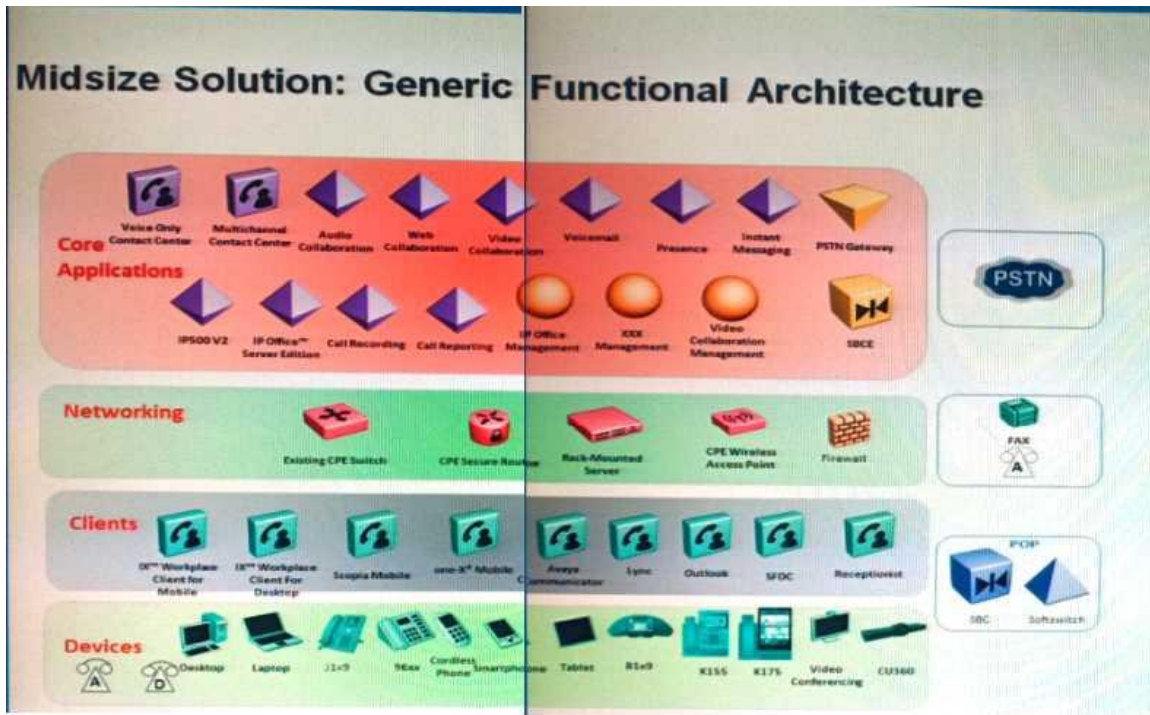 Midsize Solution: Generic Functional Architecture
Core
Applications
Voice Only
Contact Center
Multichannel
Contact Center
Audio
Collaboration
Web
Collaboration
Video
Collaboration
Voicemail
Presence
Instant
Messaging
PSTN Gateway
PSTN
IP500 V2
IP Office™
Server Edition
Call Recording
Call Reporting
IP Office
Management
XXX
Management
Video
Collaboration
Management
SBCE
Networking
Existing CPE Switch
CPE Secure Router
Rack-Mounted
Server
CPE Wireless
Access Point
Firewall
FAX
A
Clients
IX™ Workplace
Client for
Mobile
IX™ Workplace
Client For
Desktop
Scopia Mobile
one-X® Mobile
Avaya
Communicator
Lync
Outlook
SFDC
Receptionist
POP
SBC
Softswitch
Devices
A
D
Desktop
Laptop
J1x9
96xx
Cordless
Phone
Smartphone
Tablet
B1x9
K155
K175
Video
Conferencing
CU360